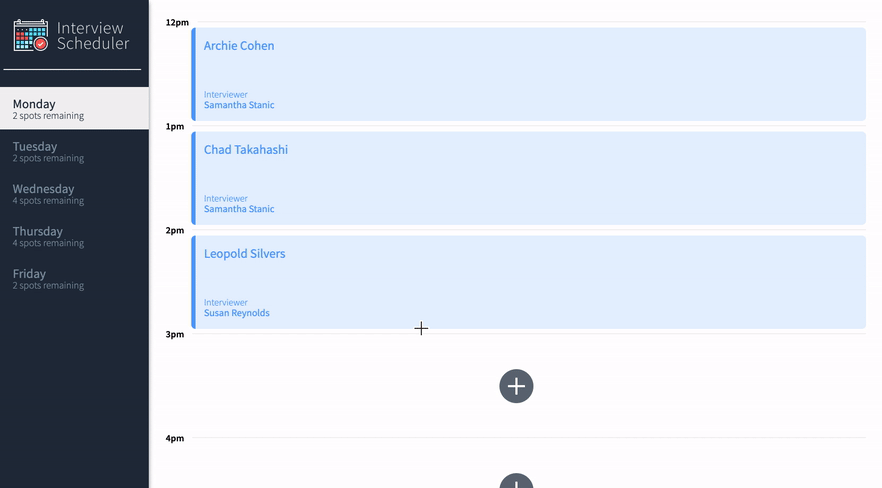 Interview
Scheduler
Monday
2 spots remaining
Tuesday
2 spots remaining
Wednesday
4 spots remaining
Thursday
4 spots remaining
Friday
2 spots remaining
12pm
Archie Cohen
Interviewer
Samantha Stanic
1pm
Chad Takahashi
Interviewer
Samantha Stanic
2pm
Leopold Silvers
Interviewer
Susan Reynolds
3pm
4pm